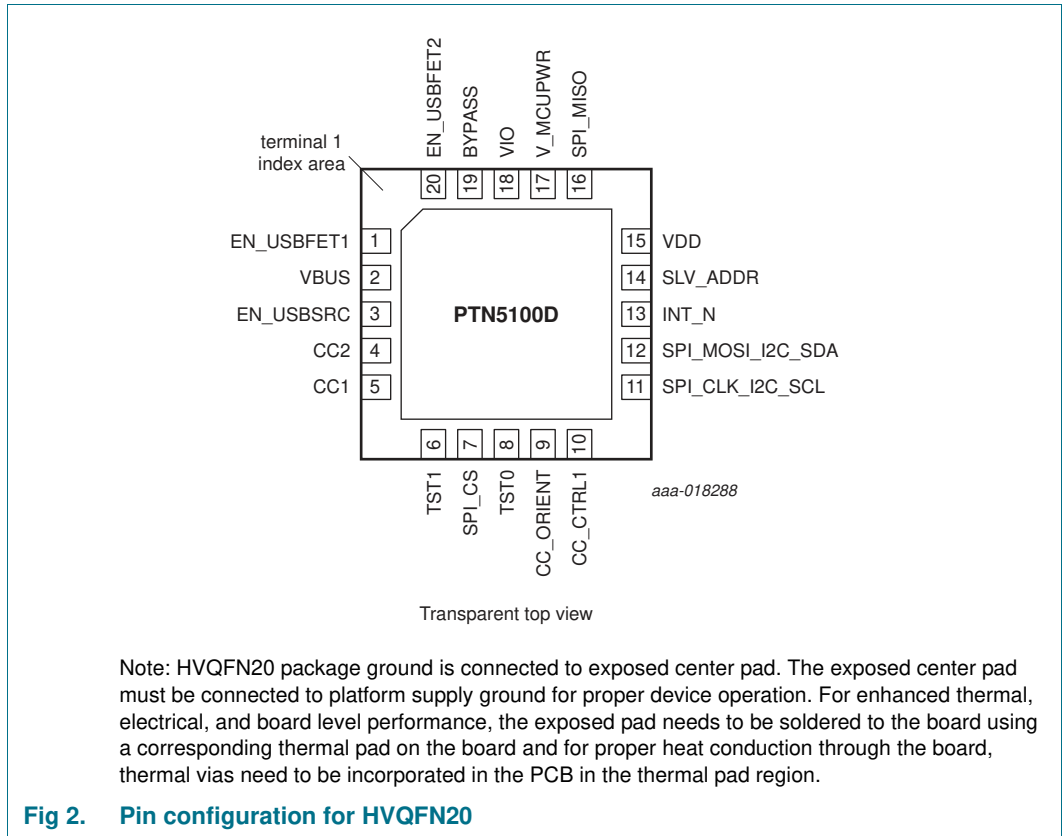 EN_USBFET2
BYPASS
VIO
V_MCUPWR
SPI_MISO
terminal 1
index area
20
19
18
17
16
EN_USBFET1
1
15
VDD
VBUS
2
14
SLV_ADDR
EN_USBSRC
3
PTN5100D
13
INT_N
CC2
4
12
SPI_MOSI_I2C_SDA
CC1
5
11
SPI_CLK_I2C_SCL
6
7
8
9
10
TST1
SPI_CS
TST0
CC_ORIENT
CC_CTRL1
aaa-018288
Transparent top view
Note: HVQFN20 package ground is connected to exposed center pad. The exposed center pad
must be connected to platform supply ground for proper device operation. For enhanced thermal,
electrical, and board level performance, the exposed pad needs to be soldered to the board using
a corresponding thermal pad on the board and for proper heat conduction through the board,
thermal vias need to be incorporated in the PCB in the thermal pad region.
Fig 2. Pin configuration for HVQFN20